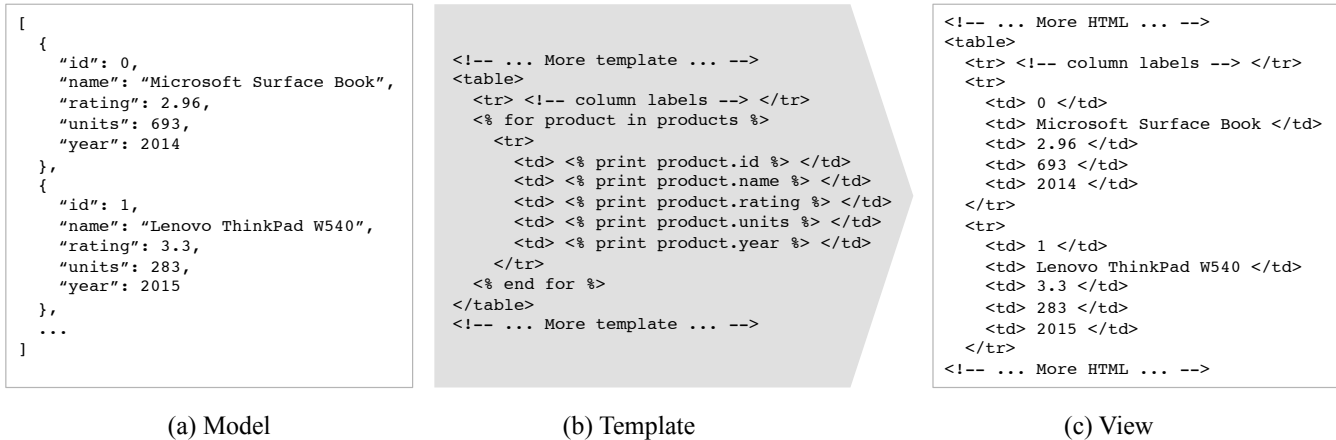 [
  {
    “id”: 0,
    “name”: “Microsoft Surface Book”,
    “rating”: 2.96,
    “units”: 693,
    “year”: 2014
  },
  {
    “id”: 1,
    “name”: “Lenovo ThinkPad W540”,
    “rating”: 3.3,
    “units”: 283,
    “year”: 2015
  },
  ...
]
(a) Model
<!-- ... More template ... -->
<table>
  <tr> <!-- column labels --> </tr>
  <% for product in products %>
    <tr>
      <td> <% print product.id %> </td>
      <td> <% print product.name %> </td>
      <td> <% print product.rating %> </td>
      <td> <% print product.units %> </td>
      <td> <% print product.year %> </td>
    </tr>
  <% end for %>
</table>
<!-- ... More template ... -->
(b) Template
<!-- ... More HTML ... -->
<table>
  <tr> <!-- column labels --> </tr>
  <tr>
    <td> 0 </td>
    <td> Microsoft Surface Book </td>
    <td> 2.96 </td>
    <td> 693 </td>
    <td> 2014 </td>
  </tr>
  <tr>
    <td> 1 </td>
    <td> Lenovo ThinkPad W540 </td>
    <td> 3.3 </td>
    <td> 283 </td>
    <td> 2015 </td>
  </tr>
<!-- ... More HTML ... -->
(c) View